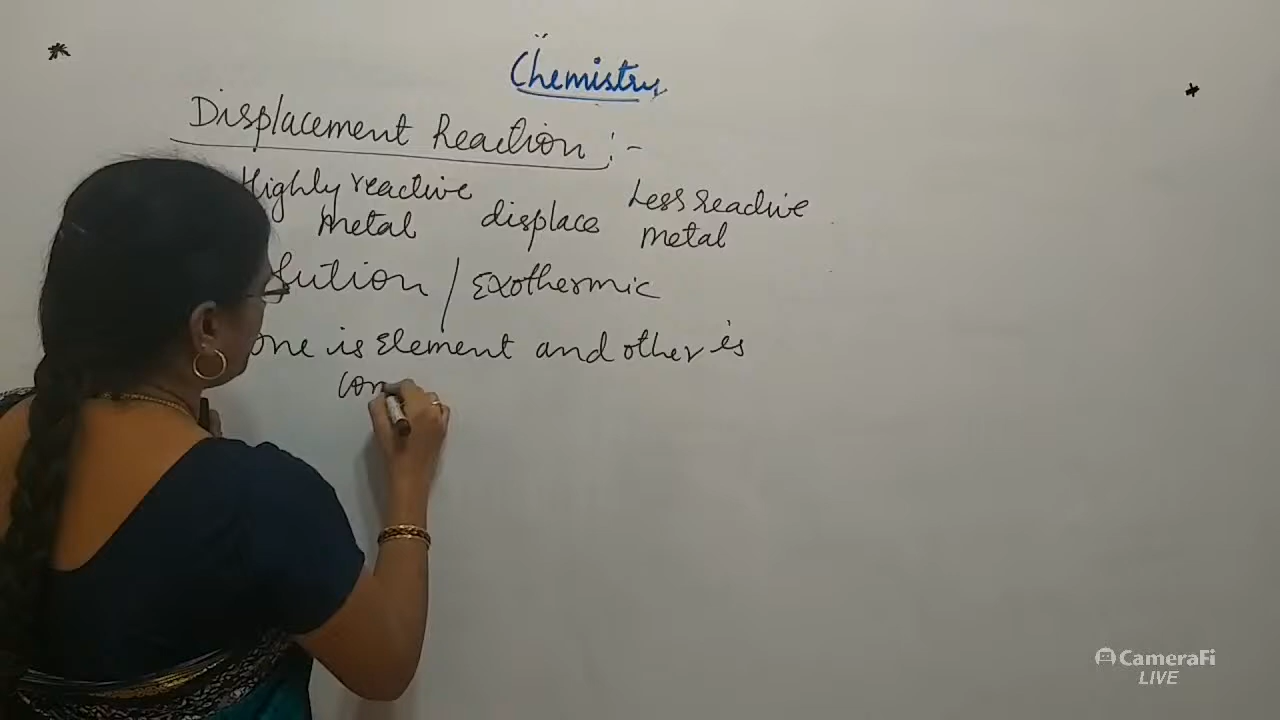 Chemistry
Displacement Reaction :-
Highly reactive
metal displace Less reactive
metal
lution / Exothermic
one is Element and other is
com
CameraFi
LIVE